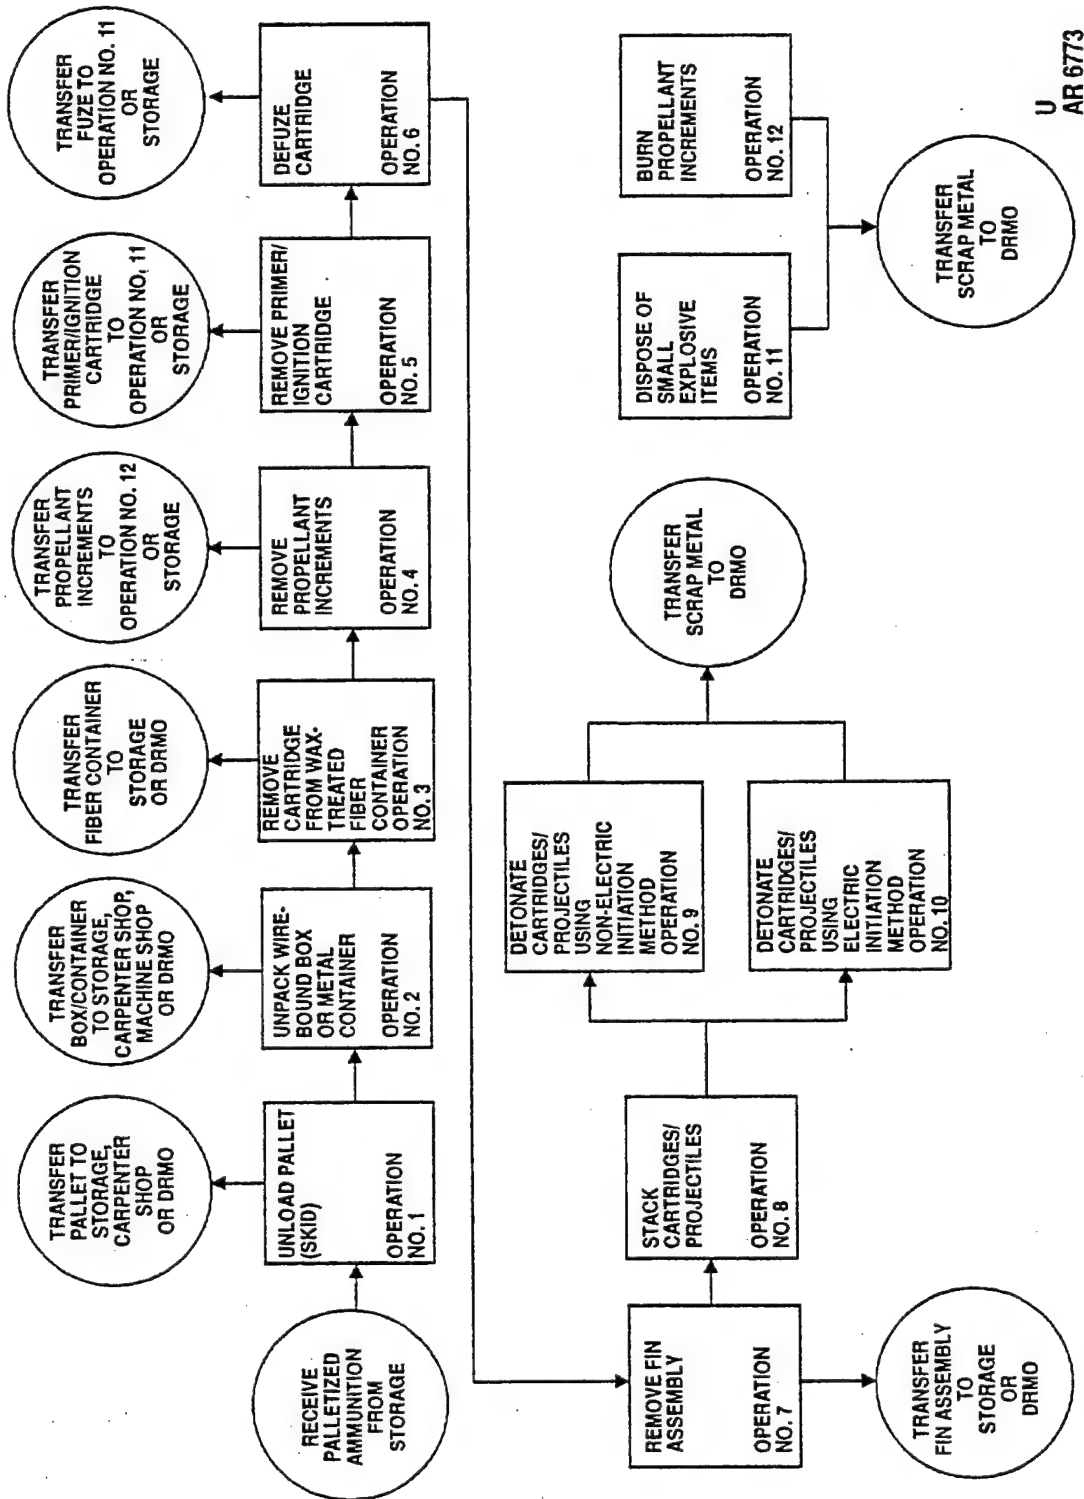 RECEIVE
PALLETIZED
AMMUNITION
FROM
STORAGE
TRANSFER
PALLET TO
STORAGE,
CARPENTER
SHOP
OR DRMO
UNLOAD PALLET
(SKID)
OPERATION
NO. 1
TRANSFER
BOX/CONTAINER
TO STORAGE,
CARPENTER SHOP,
MACHINE SHOP
OR DRMO
UNPACK WIRE-
BOUND BOX
OR METAL
CONTAINER
OPERATION
NO. 2
TRANSFER
FIBER CONTAINER
TO
STORAGE
OR DRMO
REMOVE
CARTRIDGE
FROM WAX-
TREATED
FIBER
CONTAINER
OPERATION
NO. 3
TRANSFER
PROPELLANT
INCREMENTS
TO
OPERATION NO. 12
OR
STORAGE
REMOVE
PROPELLANT
INCREMENTS
OPERATION
NO. 4
TRANSFER
PRIMER/IGNITION
CARTRIDGE
TO
OPERATION NO. 11
OR
STORAGE
REMOVE PRIMER/
IGNITION
CARTRIDGE
OPERATION
NO. 5
TRANSFER
FUZE TO
OPERATION NO. 11
OR
STORAGE
DEFUZE
CARTRIDGE
OPERATION
NO. 6
REMOVE FIN
ASSEMBLY
OPERATION
NO. 7
TRANSFER
FIN ASSEMBLY
TO
STORAGE
OR
DRMO
STACK
CARTRIDGES/
PROJECTILES
OPERATION
NO. 8
DETONATE
CARTRIDGES/
PROJECTILES
USING
NON-ELECTRIC
INITIATION
METHOD
OPERATION
NO. 9
DETONATE
CARTRIDGES/
PROJECTILES
USING
ELECTRIC
INITIATION
METHOD
OPERATION
NO. 10
TRANSFER
SCRAP METAL
TO
DRMO
DISPOSE OF
SMALL
EXPLOSIVE
ITEMS
OPERATION
NO. 11
BURN
PROPELLANT
INCREMENTS
OPERATION
NO. 12
TRANSFER
SCRAP METAL
TO
DRMO
U
AR 6773